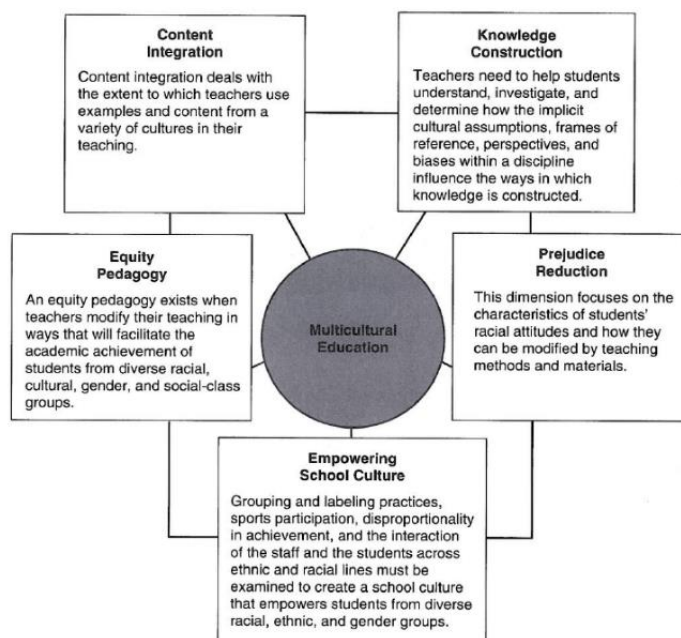 Content
Integration
Content integration deals with
the extent to which teachers use
examples and content from a
variety of cultures in their
teaching.
Knowledge
Construction
Teachers need to help students
understand, investigate, and
determine how the implicit
cultural assumptions, frames of
reference, perspectives, and
biases within a discipline
influence the ways in which
knowledge is constructed.
Equity
Pedagogy
An equity pedagogy exists when
teachers modify their teaching in
ways that will facilitate the
academic achievement of
students from diverse racial,
cultural, gender, and social-class
groups.
Multicultural
Education
Prejudice
Reduction
This dimension focuses on the
characteristics of students'
racial attitudes and how they
can be modified by teaching
methods and materials.
Empowering
School Culture
Grouping and labeling practices,
sports participation, disproportionality
in achievement, and the interaction
of the staff and the students across
ethnic and racial lines must be
examined to create a school culture
that empowers students from diverse
racial, ethnic, and gender groups.